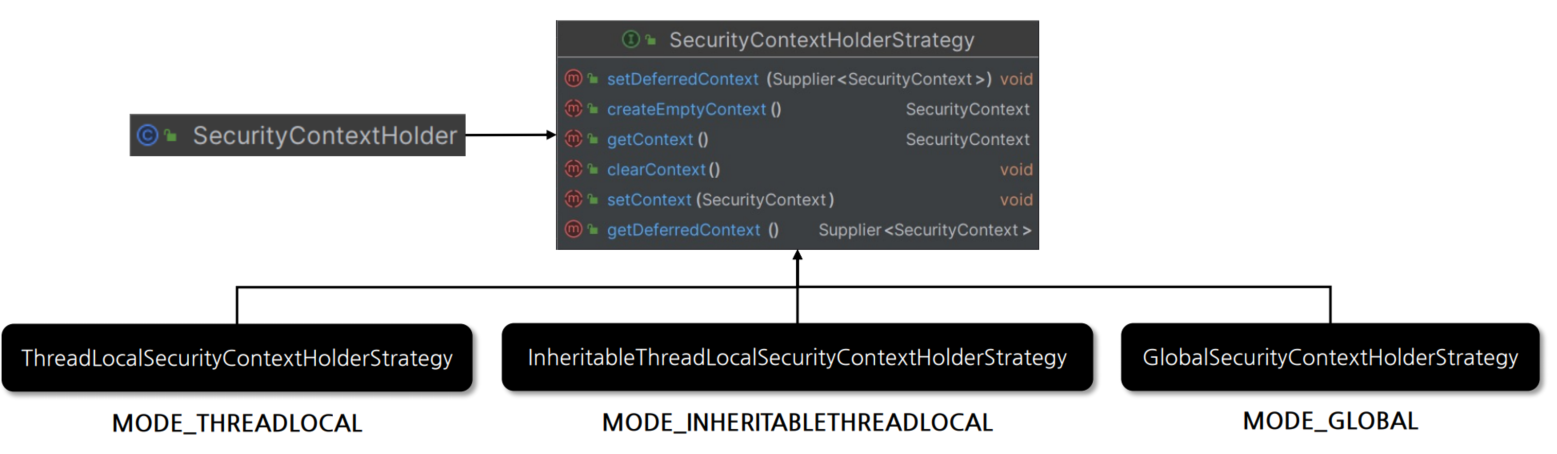 SecurityContextHolderStrategy
setDeferredContext (Supplier<SecurityContext>) void
createEmptyContext () SecurityContext
SecurityContextHolder
getContext () SecurityContext
clearContext () void
setContext (SecurityContext) void
getDeferredContext () Supplier<SecurityContext>
ThreadLocalSecurityContextHolderStrategy
InheritableThreadLocalSecurityContextHolderStrategy
GlobalSecurityContextHolderStrategy
MODE_THREADLOCAL
MODE_INHERITABLETHREADLOCAL
MODE_GLOBAL